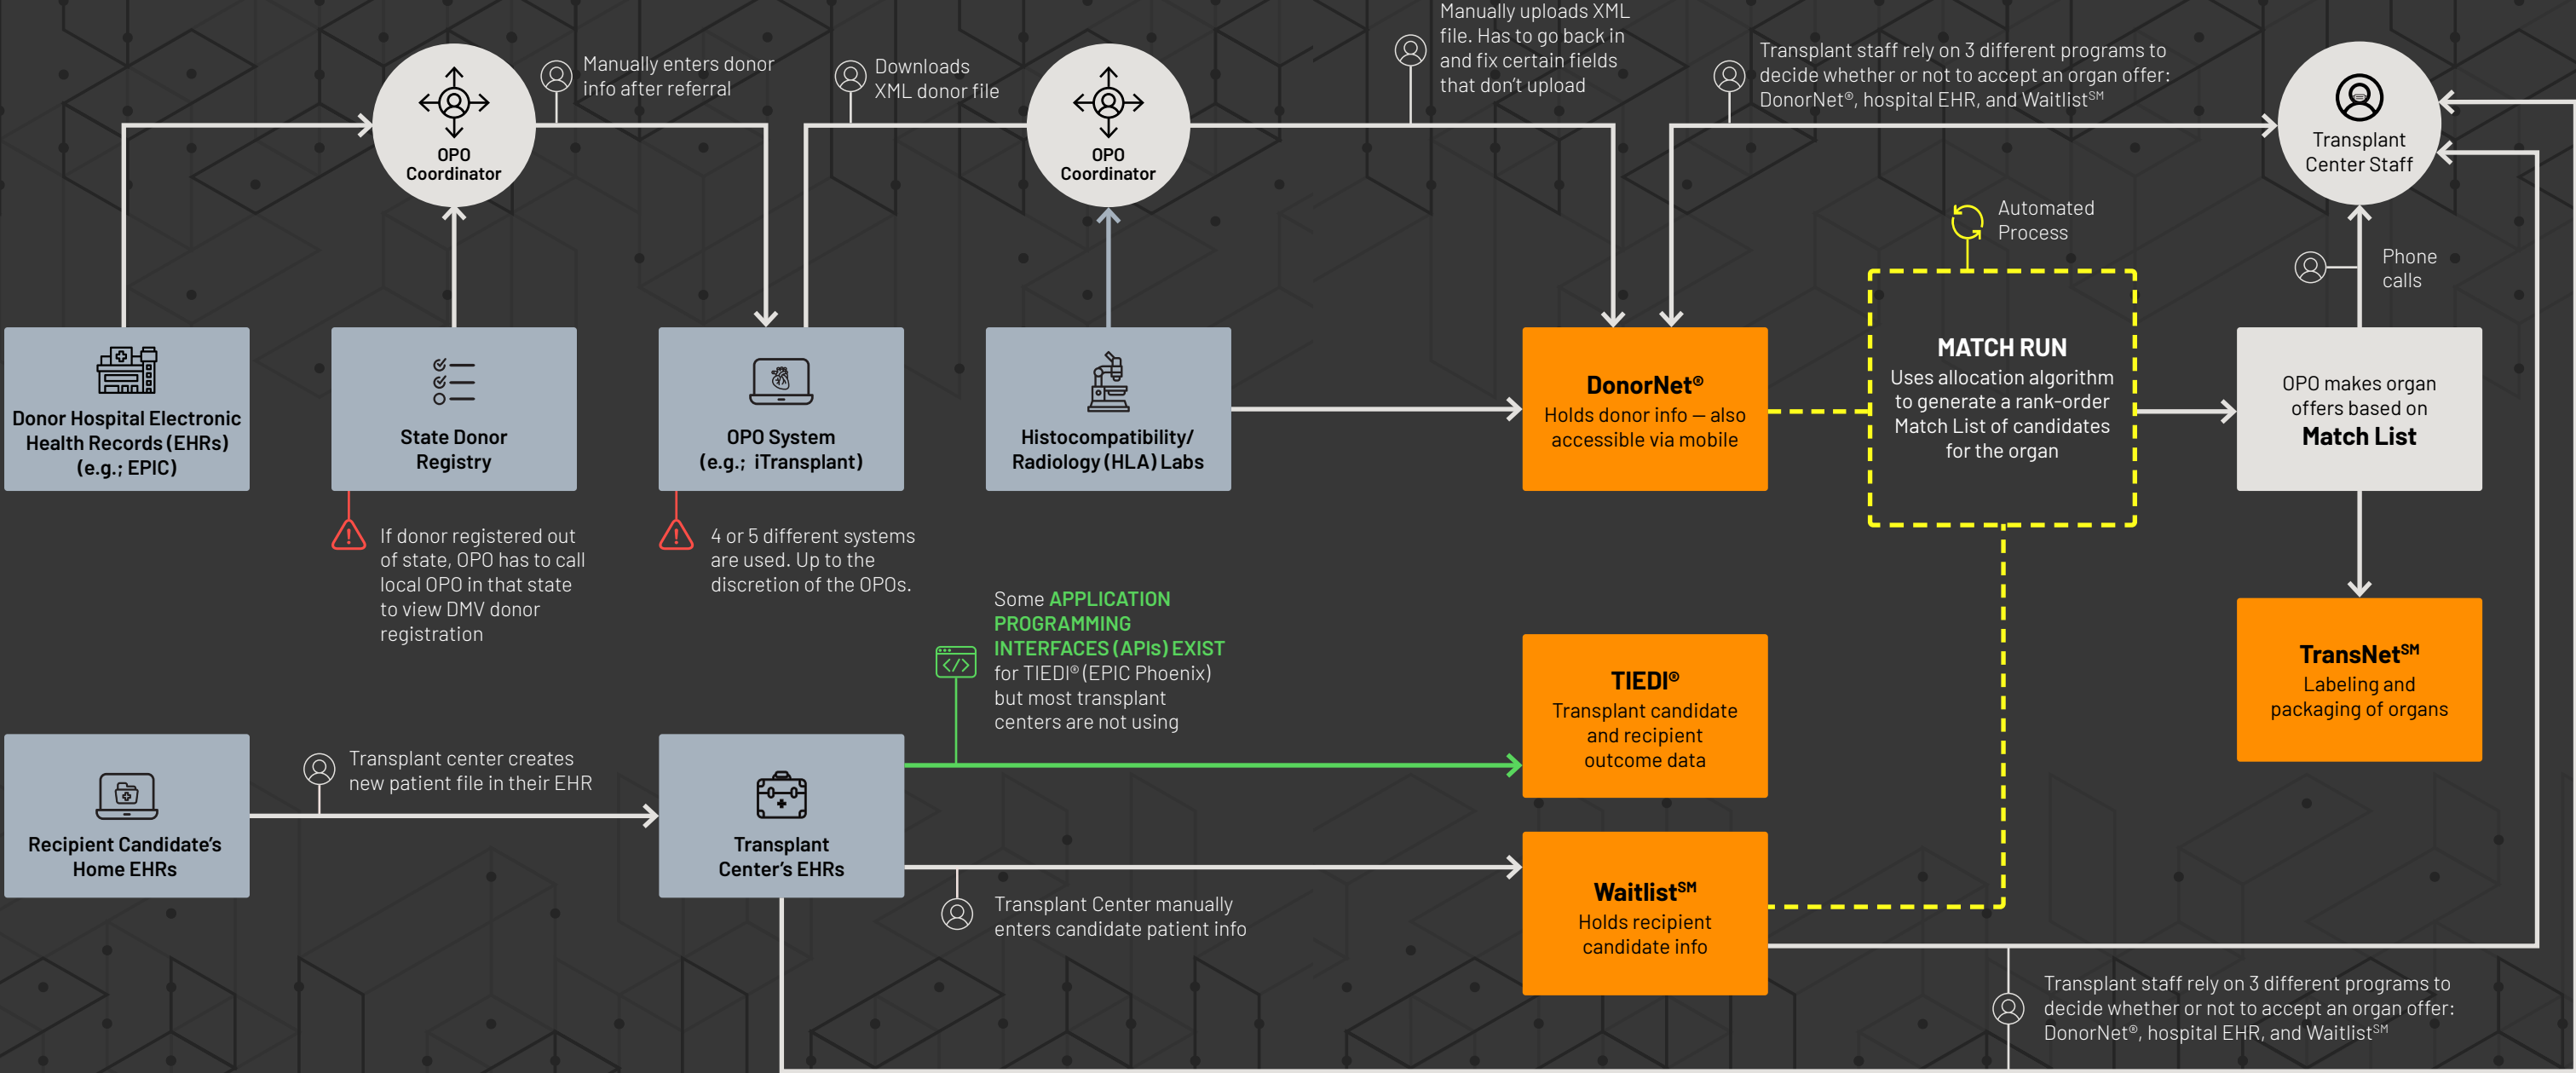 Manually enters donor
info after referral
Downloads
XML donor file
Manually uploads XML
file. Has to go back in
and fix certain fields
that don't upload
Transplant staff rely on 3 different programs to
decide whether or not to accept an organ offer:
DonorNet®, hospital EHR, and Waitlist℠
OPO
Coordinator
OPO
Coordinator
Transplant
Center Staff
Automated
Process
Phone
calls
Donor Hospital Electronic
Health Records (EHRs)
(e.g.; EPIC)
State Donor
Registry
OPO System
(e.g.; iTransplant)
Histocompatibility/
Radiology (HLA) Labs
DonorNet®
Holds donor info – also
accessible via mobile
MATCH RUN
Uses allocation algorithm
to generate a rank-order
Match List of candidates
for the organ
OPO makes organ
offers based on
Match List
If donor registered out
of state, OPO has to call
local OPO in that state
to view DMV donor
registration
4 or 5 different systems
are used. Up to the
discretion of the OPOs.
Some APPLICATION
PROGRAMMING
INTERFACES (APIs) EXIST
for TIEDI® (EPIC Phoenix)
but most transplant
centers are not using
TIEDI®
Transplant candidate
and recipient
outcome data
TransNet℠
Labeling and
packaging of organs
Transplant center creates
new patient file in their EHR
Recipient Candidate's
Home EHRs
Transplant
Center's EHRs
Transplant Center manually
enters candidate patient info
Waitlist℠
Holds recipient
candidate info
Transplant staff rely on 3 different programs to
decide whether or not to accept an organ offer:
DonorNet®, hospital EHR, and Waitlist℠